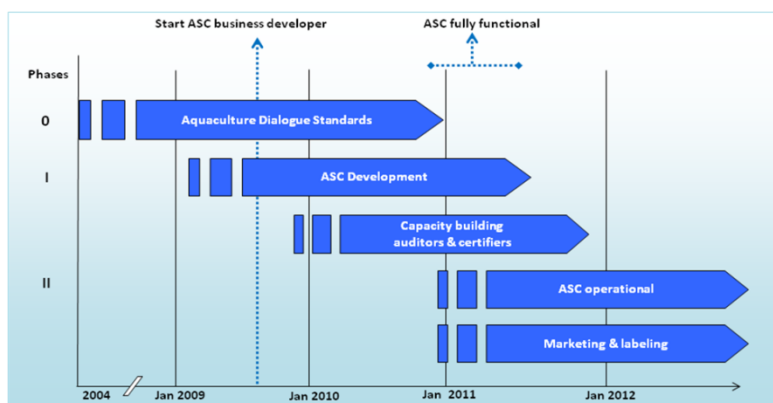 Start ASC business developer
ASC fully functional
Phases
0
Aquaculture Dialogue Standards
I
ASC Development
Capacity building
auditors & certifiers
II
ASC operational
Marketing & labeling
2004
Jan 2009
Jan 2010
Jan 2011
Jan 2012